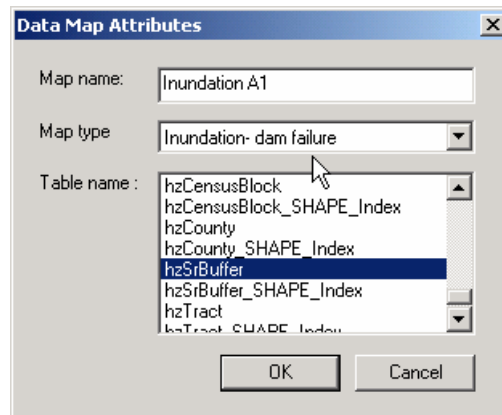 Data Map Attributes
Map name: Inundation A1
Map type Inundation- dam failure
Table name : hzCensusBlock
hzCensusBlock_SHAPE_Index
hzCounty
hzCounty_SHAPE_Index
hzSrBuffer
hzSrBuffer_SHAPE_Index
hzTract
hzTract_SHAPE_Index
OK Cancel